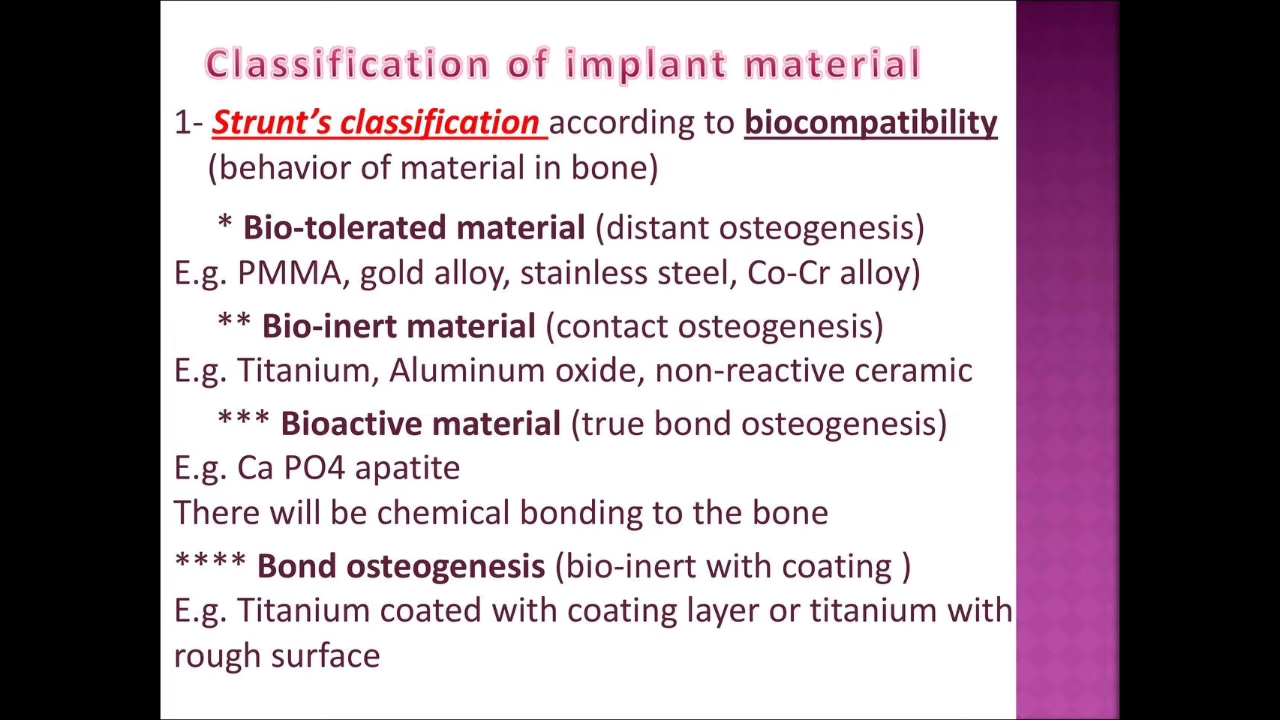 Classification of implant material
1- Strunt’s classification according to biocompatibility
(behavior of material in bone)
* Bio-tolerated material (distant osteogenesis)
E.g. PMMA, gold alloy, stainless steel, Co-Cr alloy)
** Bio-inert material (contact osteogenesis)
E.g. Titanium, Aluminum oxide, non-reactive ceramic
*** Bioactive material (true bond osteogenesis)
E.g. Ca PO4 apatite
There will be chemical bonding to the bone
**** Bond osteogenesis (bio-inert with coating )
E.g. Titanium coated with coating layer or titanium with
rough surface